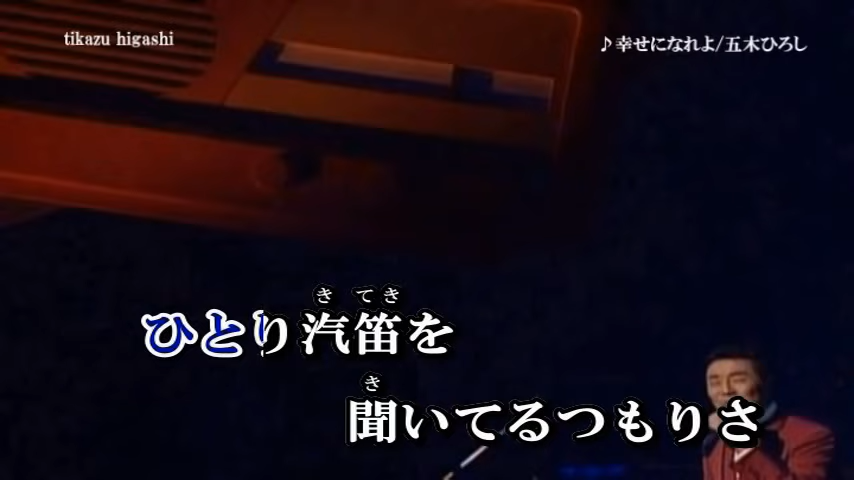 tikazu higashi
♪幸せになれよ/五木ひろし
きてき
ひとり汽笛を
き
聞いてるつもりさ